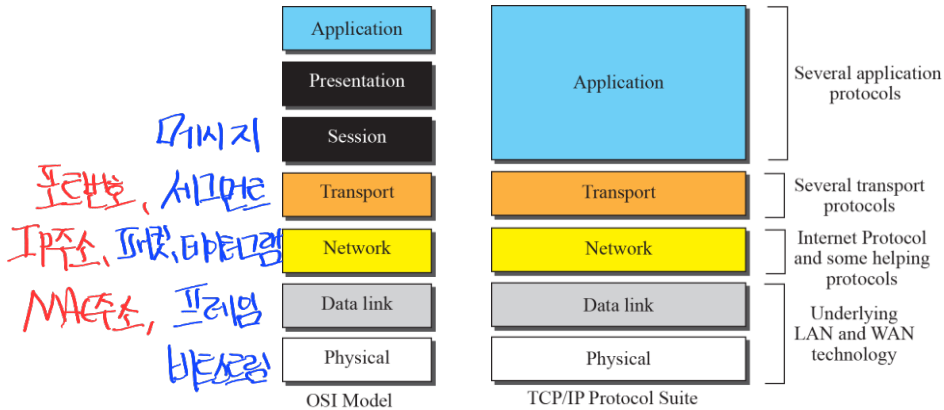 Application
Presentation
메시지 Session
포트번호, 세그먼트 Transport
IP주소, 패킷, 데이터그램 Network
MAC주소, 프레임 Data link
비트스트림 Physical
OSI Model
Application
Transport
Network
Data link
Physical
TCP/IP Protocol Suite
Several application
protocols
Several transport
protocols
Internet Protocol
and some helping
protocols
Underlying
LAN and WAN
technology